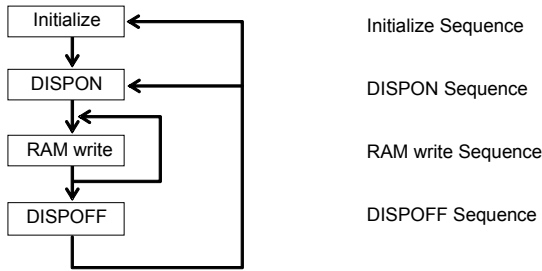 Initialize
Initialize Sequence
DISPON
DISPON Sequence
RAM write
RAM write Sequence
DISPOFF
DISPOFF Sequence